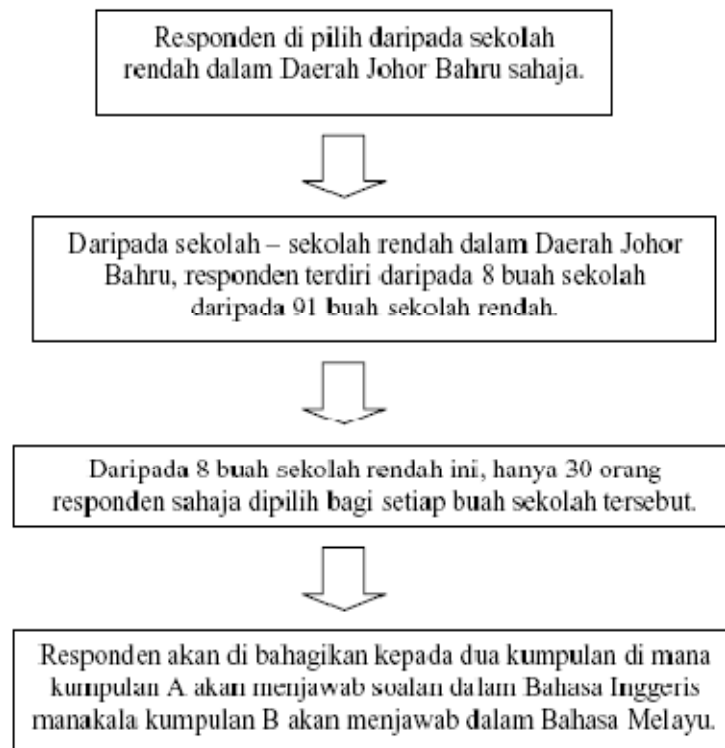 Responden di pilih daripada sekolah
rendah dalam Daerah Johor Bahru sahaja.
Daripada sekolah – sekolah rendah dalam Daerah Johor
Bahru, responden terdiri daripada 8 buah sekolah
daripada 91 buah sekolah rendah.
Daripada 8 buah sekolah rendah ini, hanya 30 orang
responden sahaja dipilih bagi setiap buah sekolah tersebut.
Responden akan di bahagikan kepada dua kumpulan di mana
kumpulan A akan menjawab soalan dalam Bahasa Inggeris
manakala kumpulan B akan menjawab dalam Bahasa Melayu.